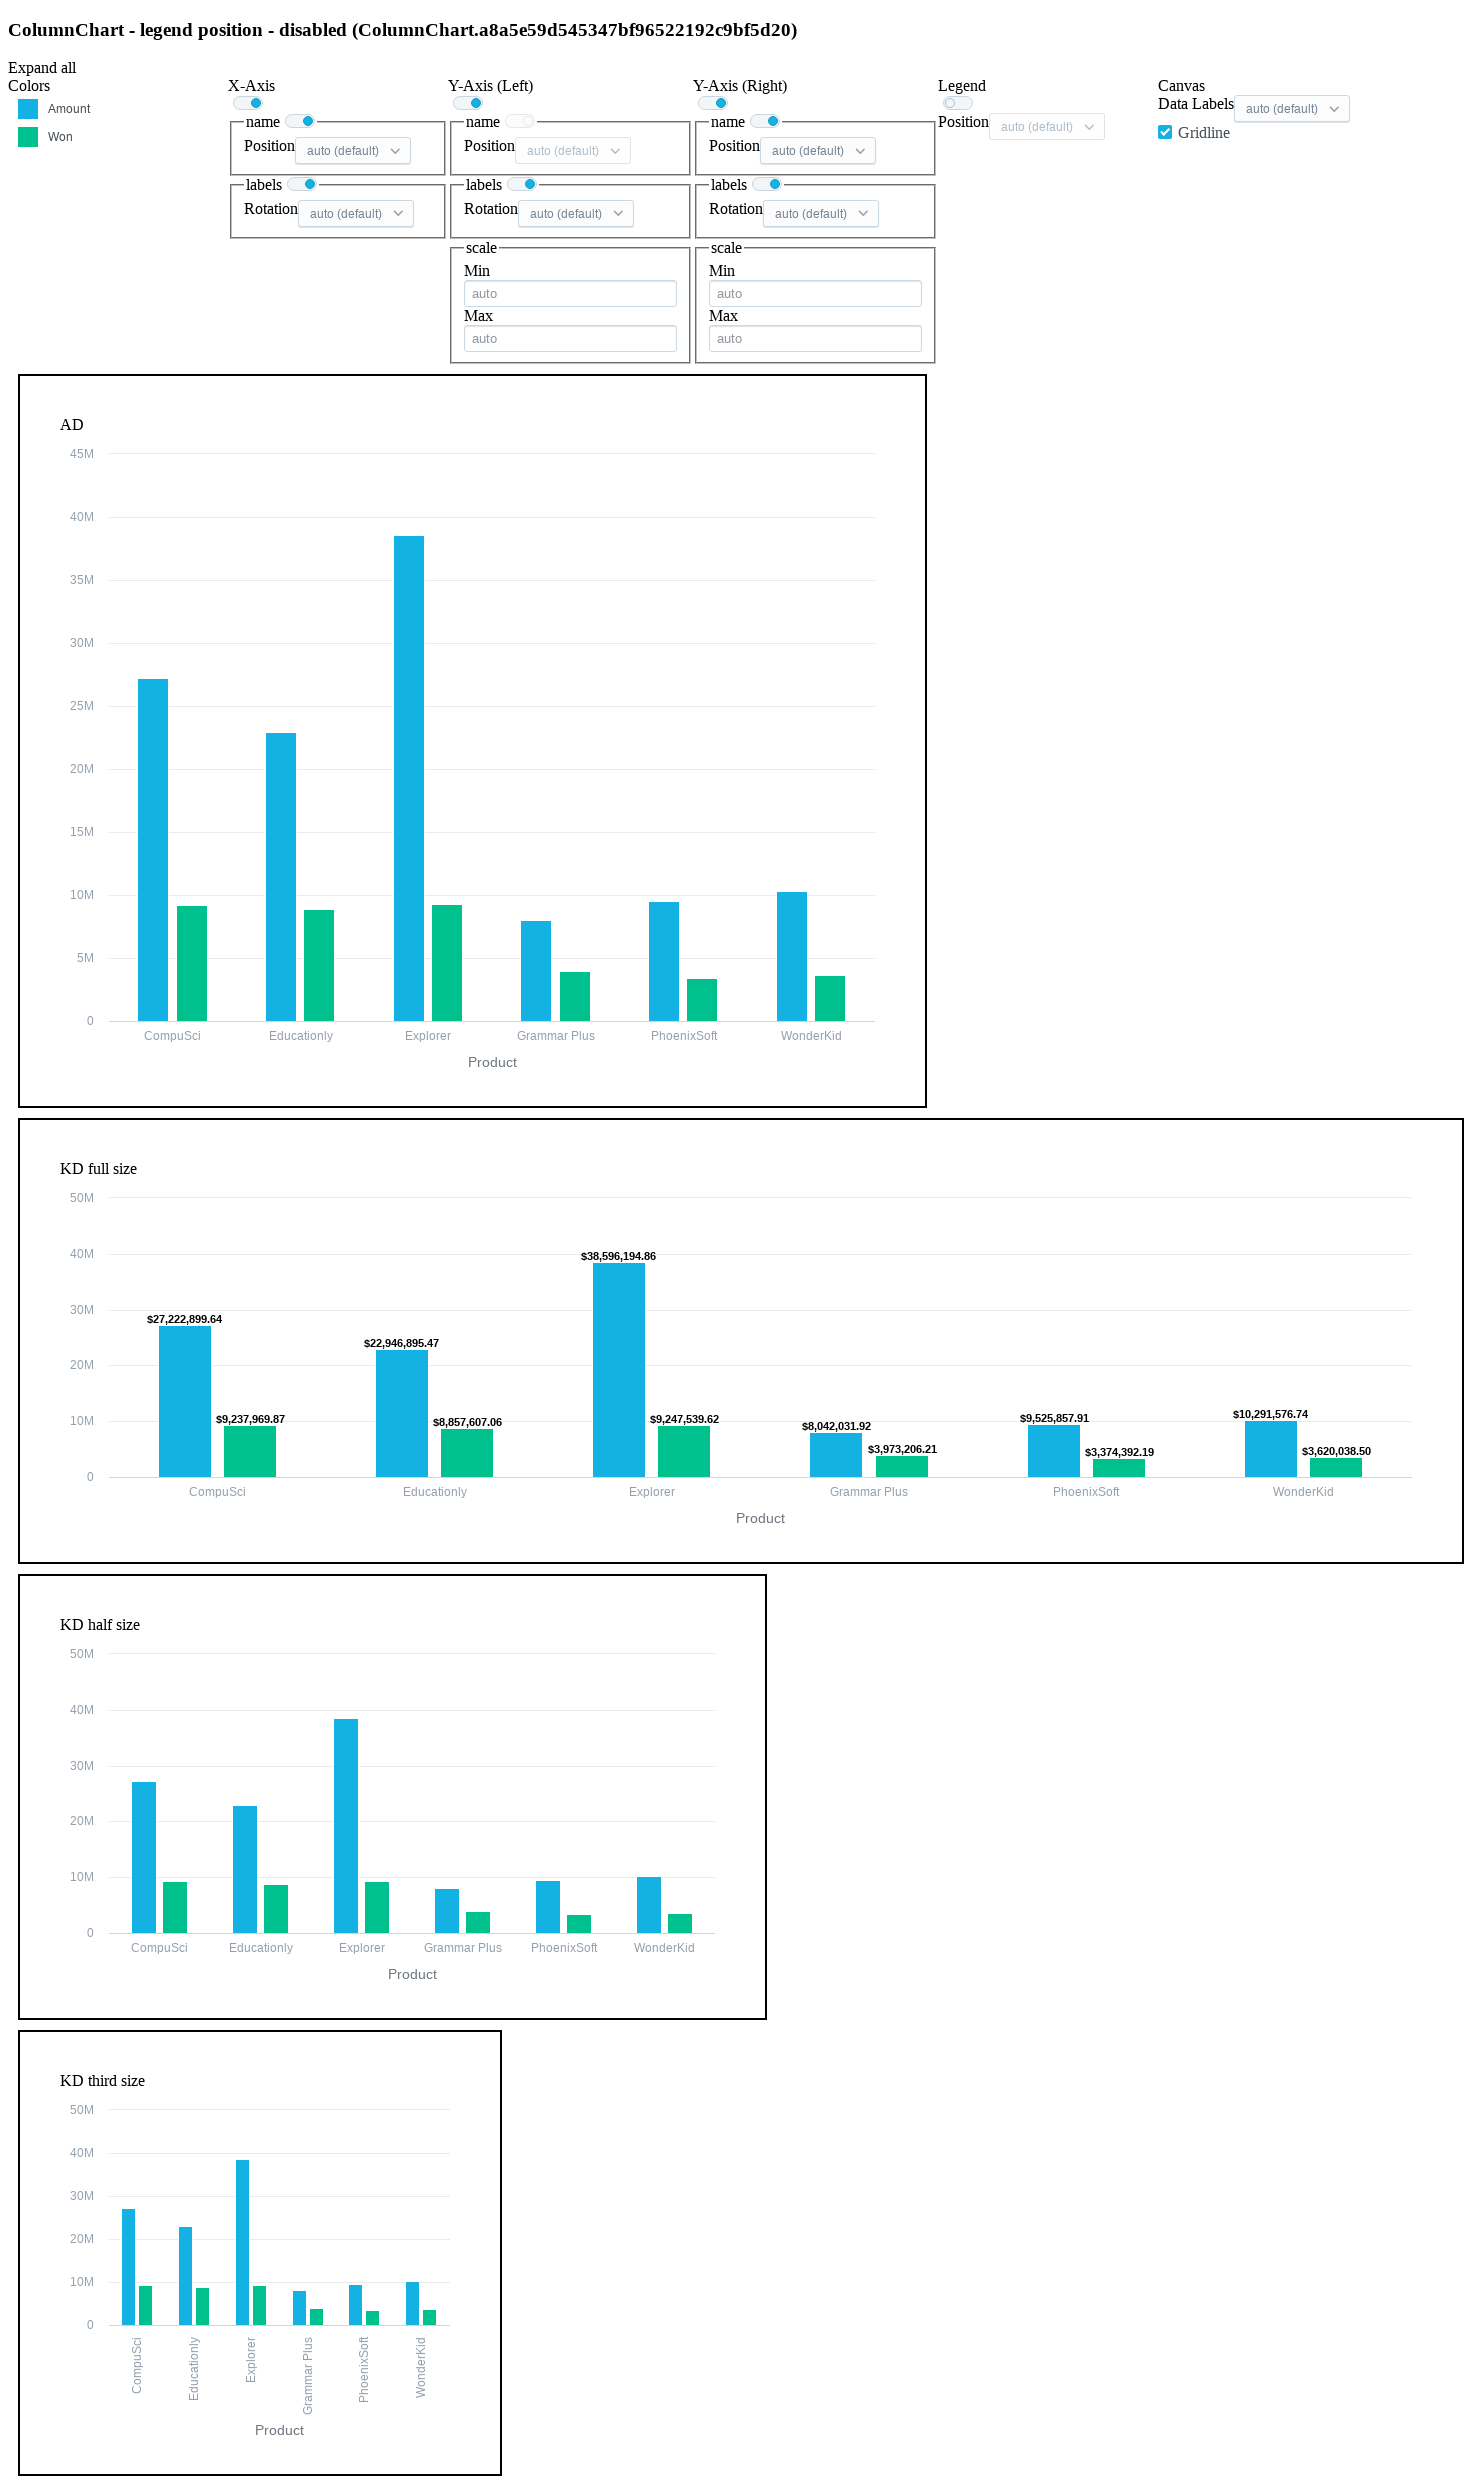 ColumnChart - legend position - disabled (ColumnChart.a8a5e59d545347bf96522192c9bf5d20)
Expand all
Colors
Amount
Won
X-Axis
name
Position auto (default)
labels
Rotation auto (default)
Y-Axis (Left)
name
Position auto (default)
labels
Rotation auto (default)
scale
Min
auto
Max
auto
Y-Axis (Right)
name
Position auto (default)
labels
Rotation auto (default)
scale
Min
auto
Max
auto
Legend
Position auto (default)
Canvas
Data Labels auto (default)
Gridline
AD
45M
40M
35M
30M
25M
20M
15M
10M
5M
0
CompuSci Educationly Explorer Grammar Plus PhoenixSoft WonderKid
Product
KD full size
50M
40M
30M
20M
10M
0
$27,222,899.64
$9,237,969.87
$22,946,895.47
$8,857,607.06
$38,596,194.86
$9,247,539.62
$8,042,031.92
$3,973,206.21
$9,525,857.91
$3,374,392.19
$10,291,576.74
$3,620,038.50
CompuSci Educationly Explorer Grammar Plus PhoenixSoft WonderKid
Product
KD half size
50M
40M
30M
20M
10M
0
CompuSci Educationly Explorer Grammar Plus PhoenixSoft WonderKid
Product
KD third size
50M
40M
30M
20M
10M
0
CompuSci
Educationly
Explorer
Grammar Plus
PhoenixSoft
WonderKid
Product